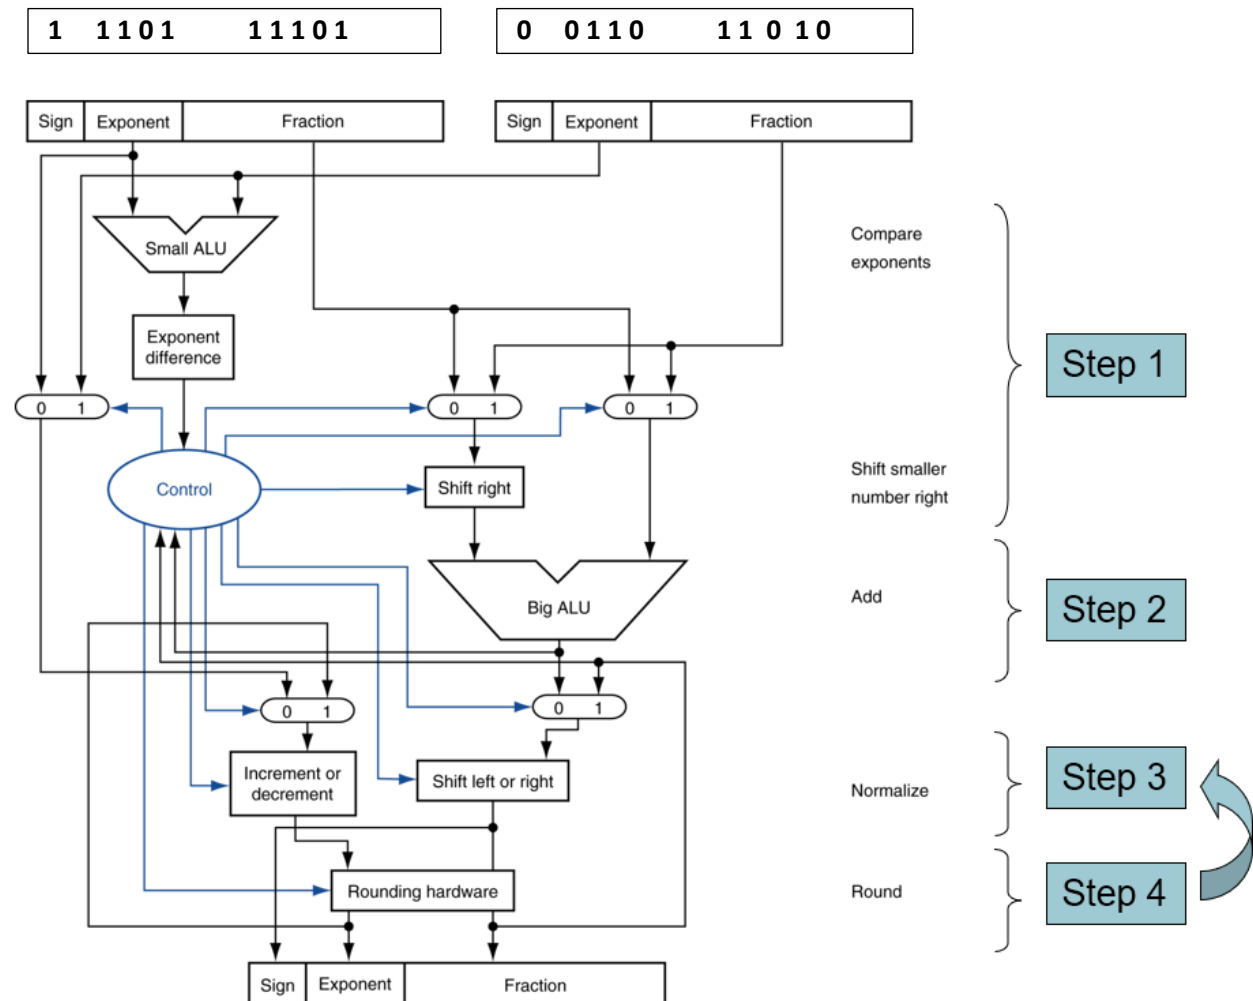 1 1101 11101
0 0110 11 0 10
Sign Exponent Fraction
Sign Exponent Fraction
Small ALU
Compare
exponents
Exponent
difference
Step 1
0 1
0 1
0 1
Control
Shift right
Shift smaller
number right
Big ALU
Add
Step 2
0 1
0 1
Increment or
decrement
Shift left or right
Normalize
Step 3
Rounding hardware
Round
Step 4
Sign Exponent Fraction